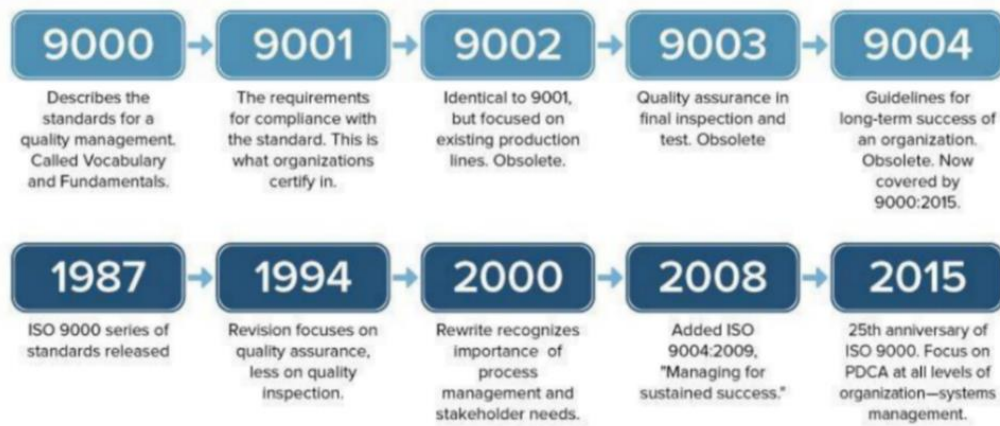 9000
9001
9002
9003
9004
Describes the
standards for a
quality management.
Called Vocabulary
and Fundamentals.
The requirements
for compliance with
the standard. This is
what organizations
certify in.
Identical to 9001,
but focused on
existing production
lines. Obsolete.
Quality assurance in
final inspection and
test. Obsolete
Guidelines for
long-term success of
an organization.
Obsolete. Now
covered by
9000:2015.
1987
1994
2000
2008
2015
ISO 9000 series of
standards released
Revision focuses on
quality assurance,
less on quality
inspection.
Rewrite recognizes
importance of
process
management and
stakeholder needs.
Added ISO
9004:2009,
"Managing for
sustained success."
25th anniversary of
ISO 9000. Focus on
PDCA at all levels of
organization—systems
management.